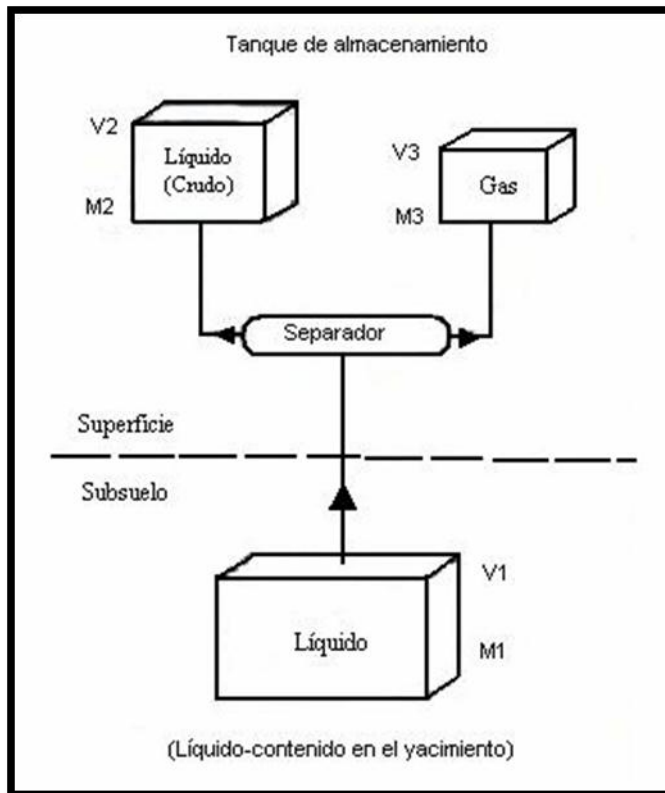 Tanque de almacenamiento
V2
Líquido
(Crudo)
M2
V3
Gas
M3
Separador
Superficie
Subsuelo
V1
Líquido
M1
(Líquido-contenido en el yacimiento)